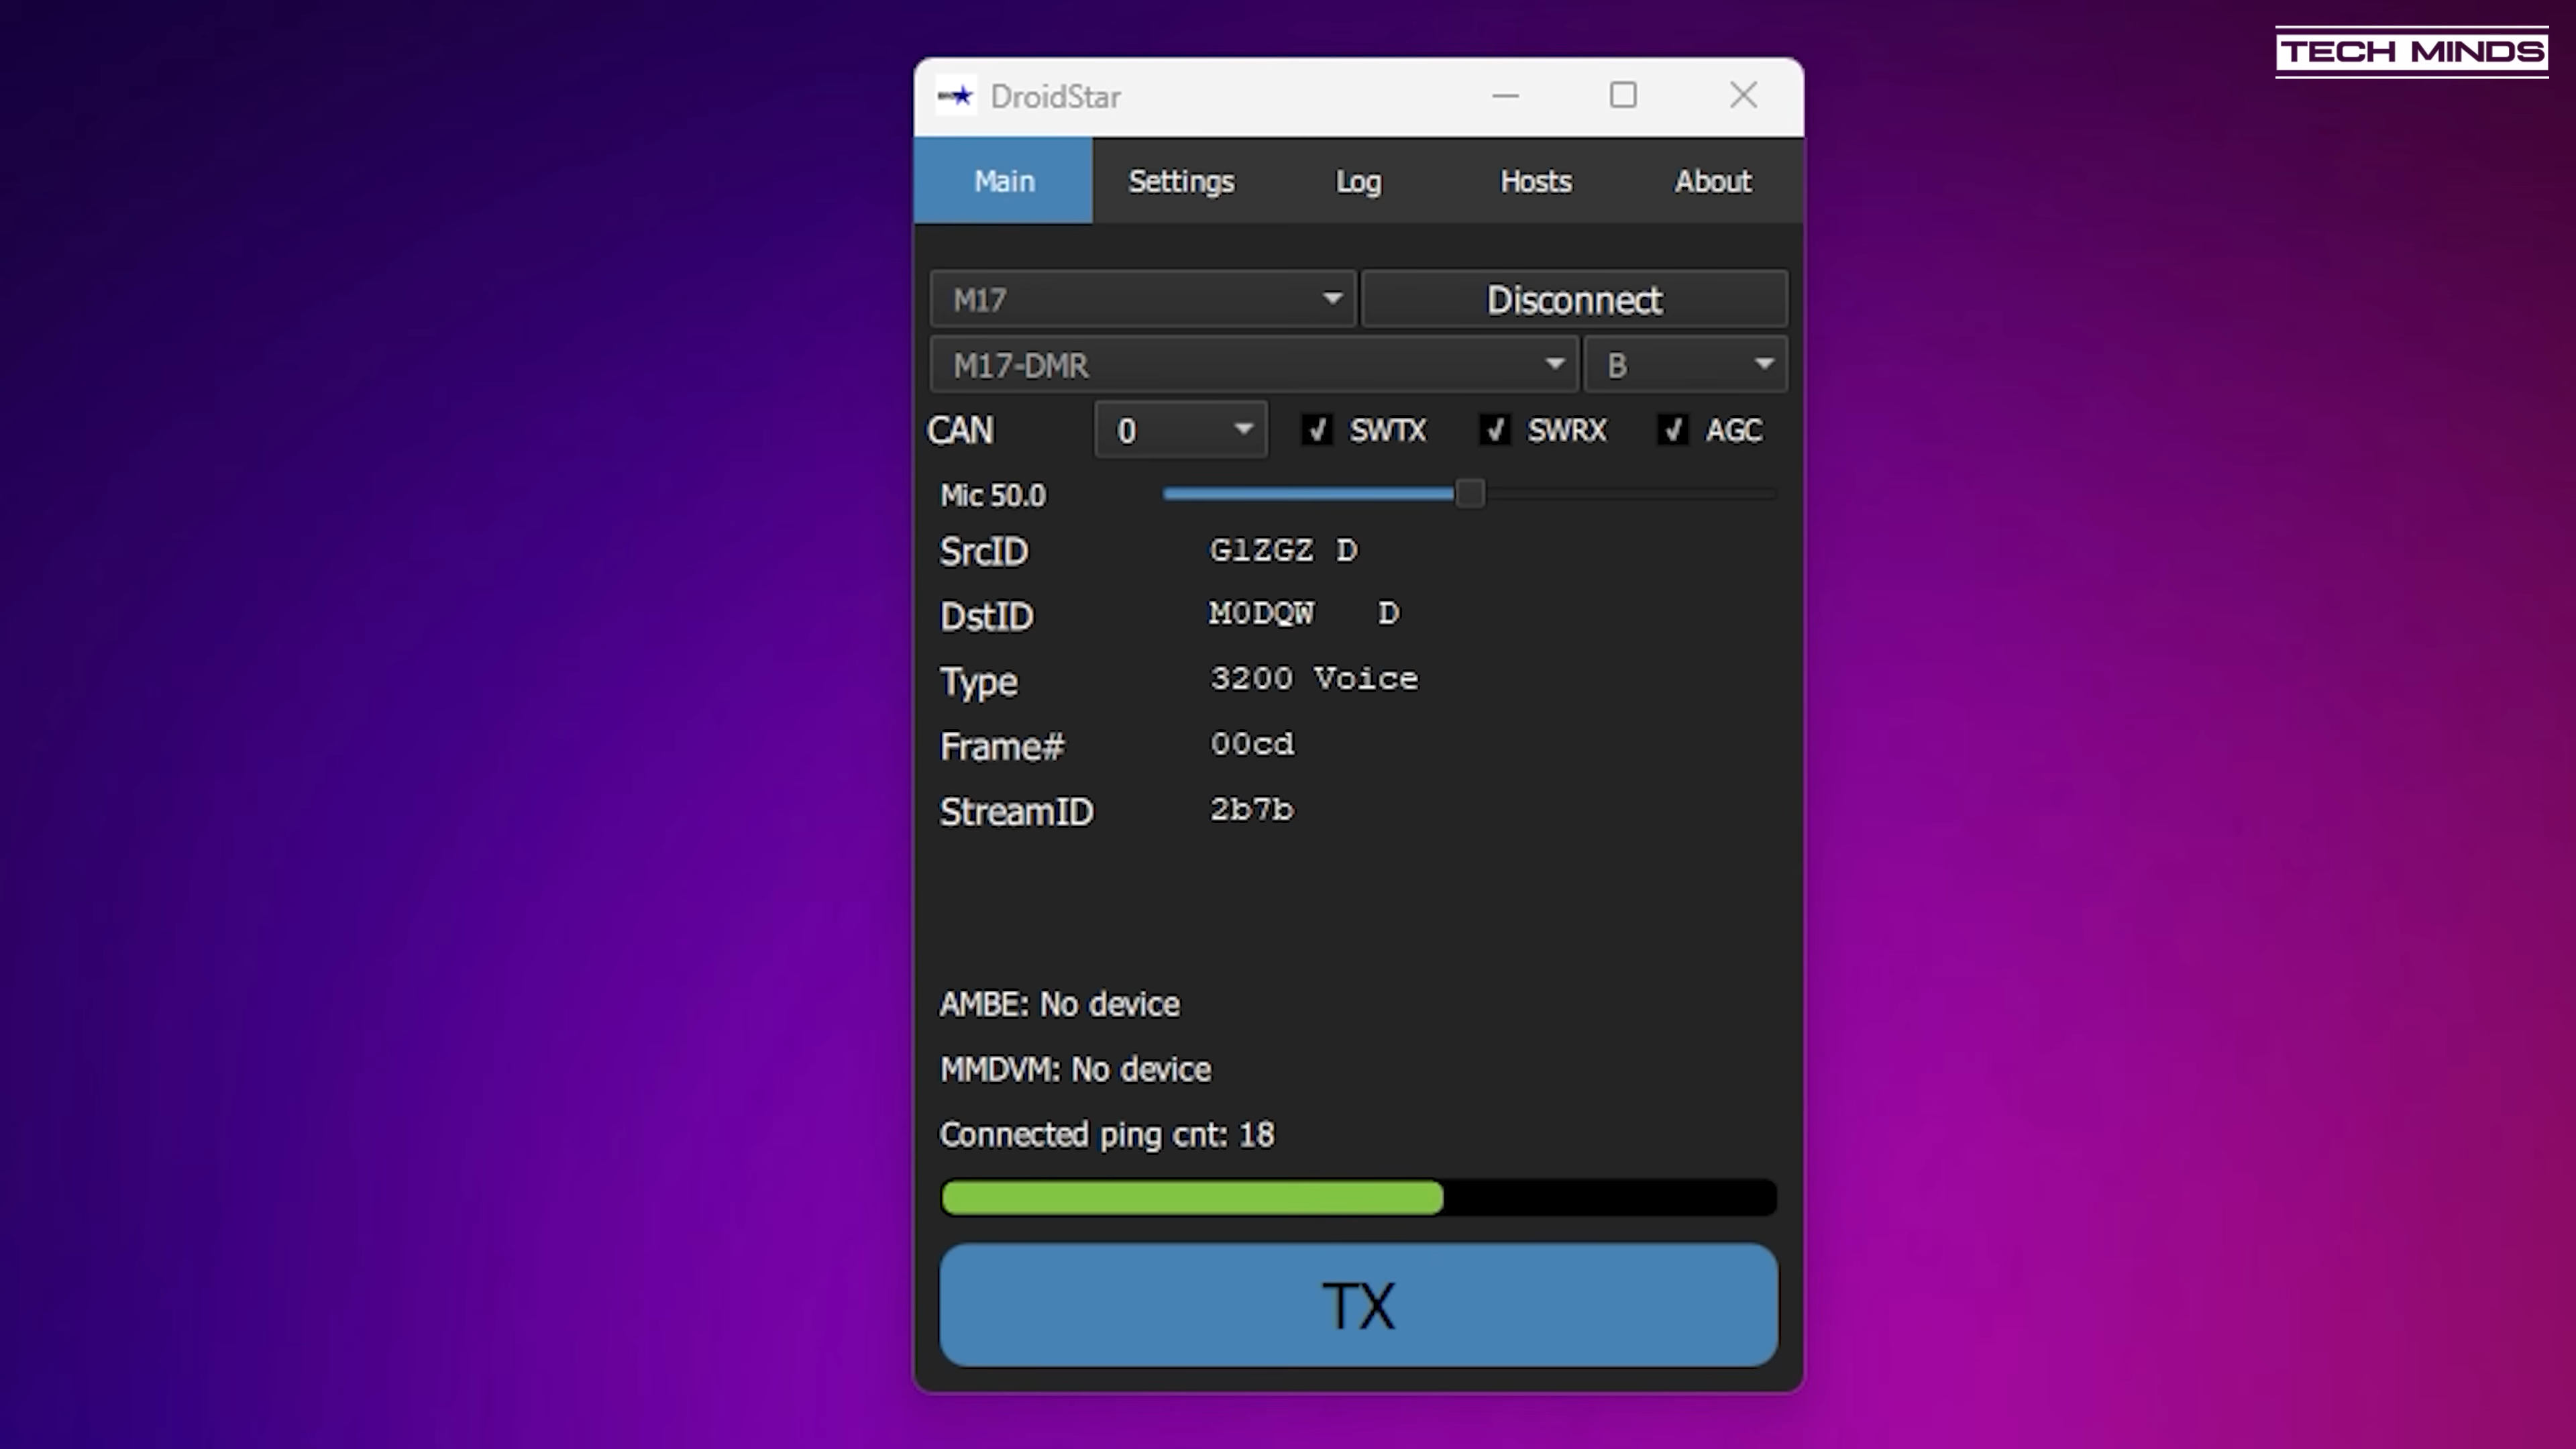 TECH MINDS
DroidStar
Main Settings Log Hosts About
M17 Disconnect
M17-DMR B
CAN 0 SWTX SWRX AGC
Mic 50.0
SrcID G1ZGZ D
DstID M0DQW D
Type 3200 Voice
Frame# 00cd
StreamID 2b7b
AMBE: No device
MMDVM: No device
Connected ping cnt: 18
TX